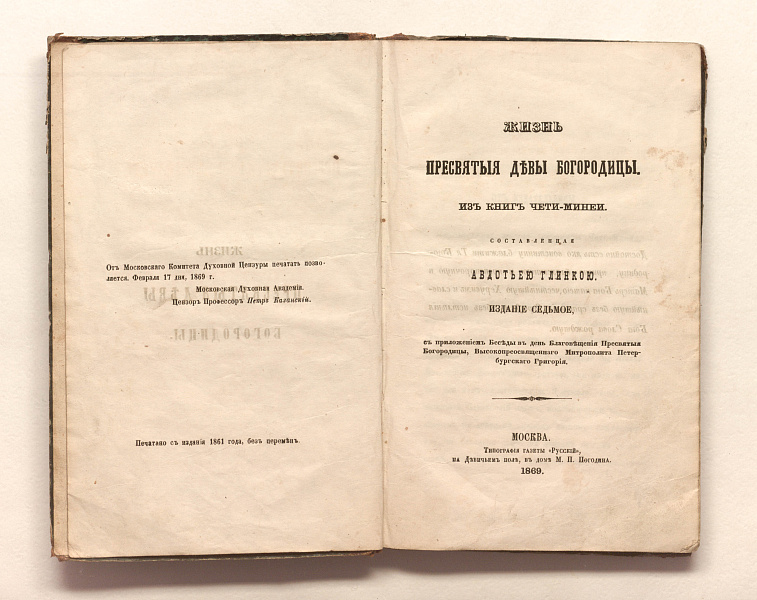 Отъ Московскаго Комитета Духовной Цензуры печатать позво-
ляется. Февраля 17 дня, 1869 г.
Московская Духовная Академія.
Цензоръ Профессоръ Петръ Казанскій.
Печатано съ изданія 1861 года, безъ перемѣнъ.
ЖИЗНЬ
ПРЕСВЯТЫЯ ДѢВЫ БОГОРОДИЦЫ.
ИЗЪ КНИГЪ ЧЕТИ-МИНЕИ.
СОСТАВЛЕННАЯ
АВДОТЬЕЮ ГЛИНКОЮ.
ИЗДАНІЕ СЕДЬМОЕ,
съ приложеніемъ Бесѣды въ день Благовѣщенія Пресвятыя
Богородицы, Высокопреосвященнаго Митрополита Петер-
бургскаго Григорія.
МОСКВА.
Типографія газеты «Русскій»,
на Дѣвичьемъ полѣ, въ домѣ М. П. Погодина.
1869.